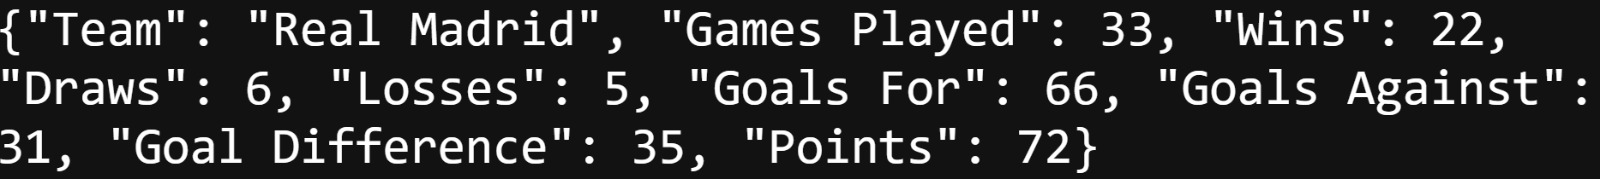 {"Team": "Real Madrid", "Games Played": 33, "Wins": 22,
"Draws": 6, "Losses": 5, "Goals For": 66, "Goals Against":
31, "Goal Difference": 35, "Points": 72}